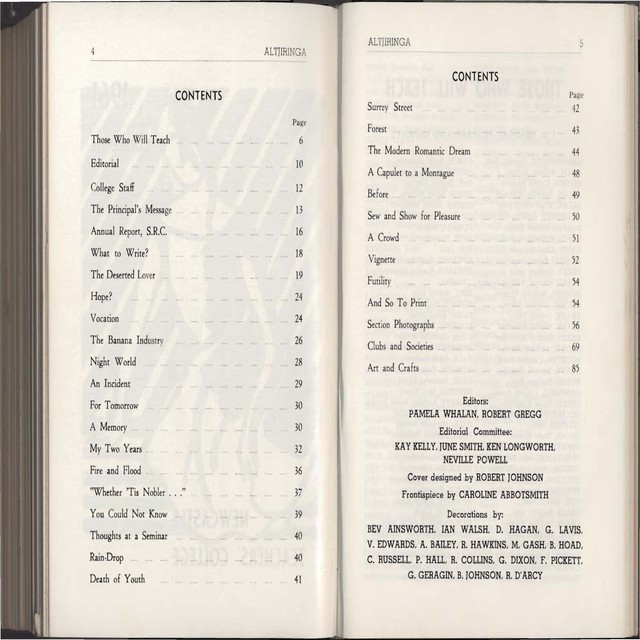 4 ALTJIRINGA
CONTENTS
Page
Those Who Will Teach 6
Editorial 10
College Staff 12
The Principal's Message 13
Annual Report, S.R.C. 16
What to Write? 18
The Deserted Lover 19
Hope? 24
Vocation 24
The Banana Industry 26
Night World 28
An Incident 29
For Tomorrow 30
A Memory 30
My Two Years 32
Fire and Flood 36
"Whether 'Tis Nobler . . ." 37
You Could Not Know 39
Thoughts at a Seminar 40
Rain-Drop 40
Death of Youth 41
ALTJIRINGA 5
CONTENTS
Page
Surrey Street 42
Forest 43
The Modern Romantic Dream 44
A Capulet to a Montague 48
Before 49
Sew and Show for Pleasure 50
A Crowd 51
Vignette 52
Futility 54
And So To Print 54
Section Photographs 56
Clubs and Societies 69
Art and Crafts 85
Editors:
PAMELA WHALAN, ROBERT GREGG
Editorial Committee:
KAY KELLY, JUNE SMITH, KEN LONGWORTH,
NEVILLE POWELL
Cover designed by ROBERT JOHNSON
Frontispiece by CAROLINE ABBOTSMITH
Decorations by:
BEV AINSWORTH, IAN WALSH, D. HAGAN, G. LAVIS,
V. EDWARDS, A. BAILEY, R. HAWKINS, M. GASH, B. HOAD,
C. RUSSELL, P. HALL, R. COLLINS, G. DIXON, F. PICKETT,
G. GERAGIN, B. JOHNSON, R. D'ARCY